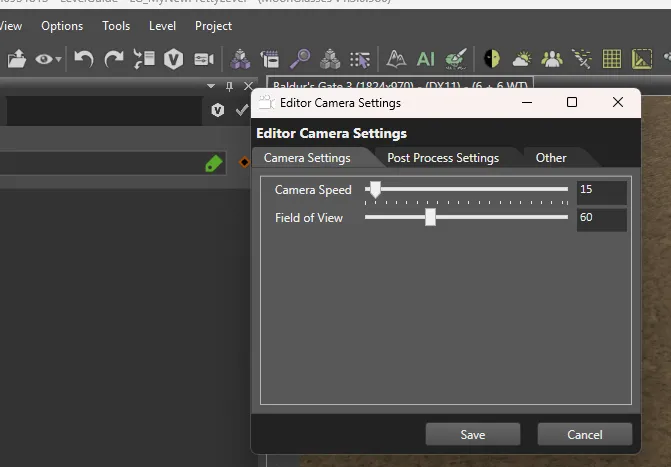 View Options Tools Level Project
AI
Baldur's Gate 3 (1824x970) - (DX11) - (6 + 6 WT)
Editor Camera Settings
Editor Camera Settings
Camera Settings Post Process Settings Other
Camera Speed 15
Field of View 60
Save Cancel